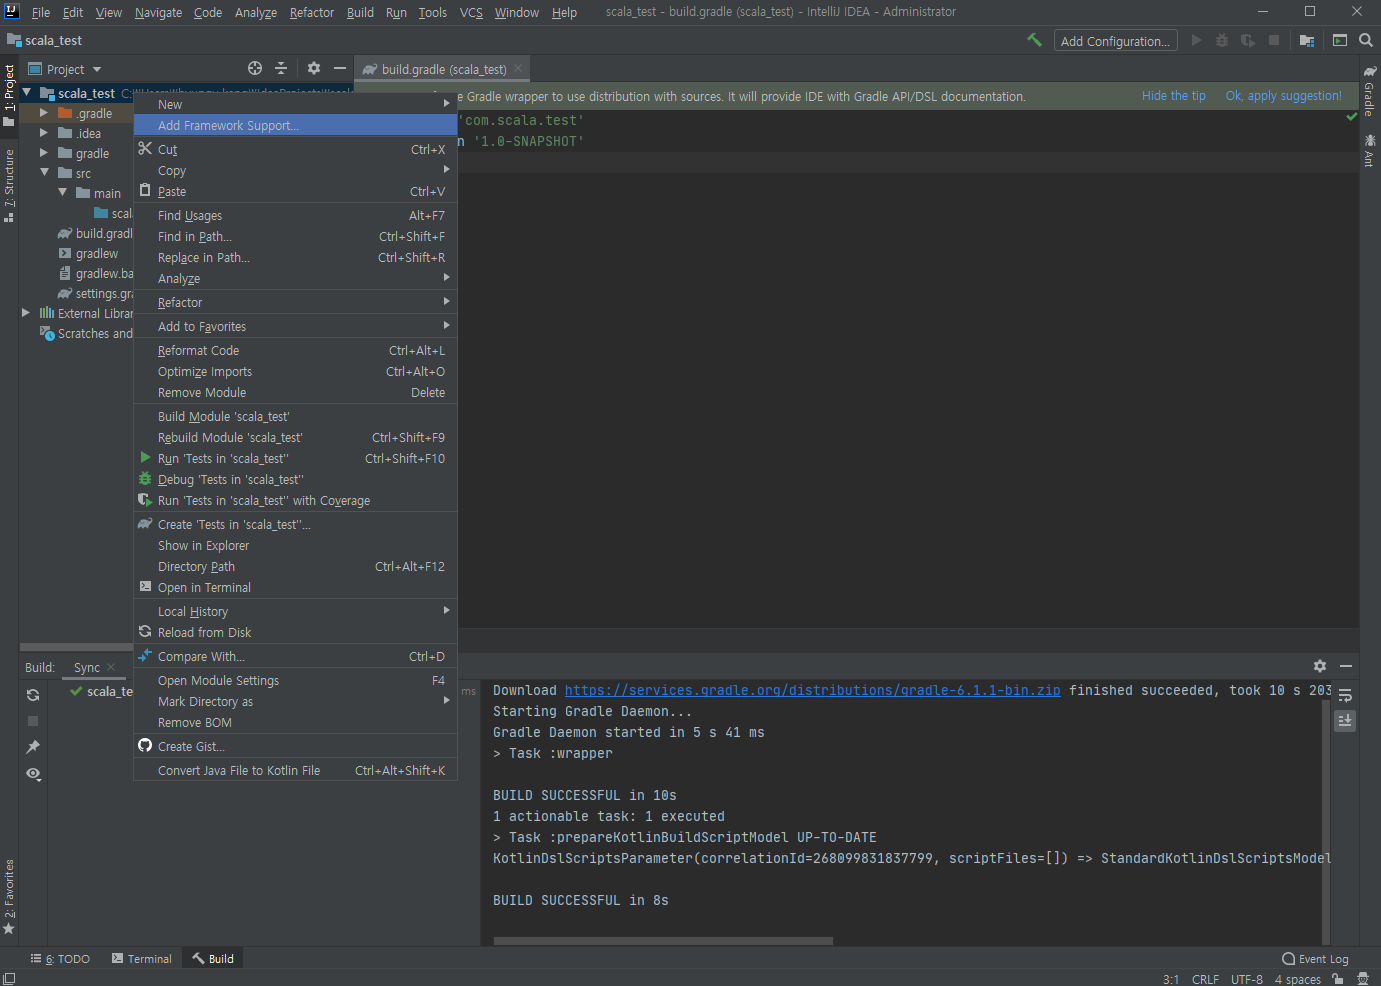 File Edit View Navigate Code Analyze Refactor Build Run Tools VCS Window Help scala_test - build.gradle (scala_test) - IntelliJ IDEA - Administrator
scala_test Add Configuration...
1: Project
7: Structure
2: Favorites
Project
build.gradle (scala_test)
scala_test
.gradle
.idea
gradle
src
main
scal
build.gradl
gradlew
gradlew.ba
settings.gra
External Librar
Scratches and
e Gradle wrapper to use distribution with sources. It will provide IDE with Gradle API/DSL documentation. Hide the tip Ok, apply suggestion!
'com.scala.test'
n '1.0-SNAPSHOT'
Gradle
Ant
New
Add Framework Support...
Cut Ctrl+X
Copy
Paste Ctrl+V
Find Usages Alt+F7
Find in Path... Ctrl+Shift+F
Replace in Path... Ctrl+Shift+R
Analyze
Refactor
Add to Favorites
Reformat Code Ctrl+Alt+L
Optimize Imports Ctrl+Alt+O
Remove Module Delete
Build Module 'scala_test'
Rebuild Module 'scala_test' Ctrl+Shift+F9
Run 'Tests in 'scala_test'' Ctrl+Shift+F10
Debug 'Tests in 'scala_test''
Run 'Tests in 'scala_test'' with Coverage
Create 'Tests in 'scala_test''...
Show in Explorer
Directory Path Ctrl+Alt+F12
Open in Terminal
Local History
Reload from Disk
Compare With... Ctrl+D
Open Module Settings F4
Mark Directory as
Remove BOM
Create Gist...
Convert Java File to Kotlin File Ctrl+Alt+Shift+K
Build: Sync
scala_te
ms
Download https://services.gradle.org/distributions/gradle-6.1.1-bin.zip finished succeeded, took 10 s 203
Starting Gradle Daemon...
Gradle Daemon started in 5 s 41 ms
> Task :wrapper
BUILD SUCCESSFUL in 10s
1 actionable task: 1 executed
> Task :prepareKotlinBuildScriptModel UP-TO-DATE
KotlinDslScriptsParameter(correlationId=268099831837799, scriptFiles=[]) => StandardKotlinDslScriptsModel
BUILD SUCCESSFUL in 8s
6: TODO Terminal Build Event Log
3:1 CRLF UTF-8 4 spaces